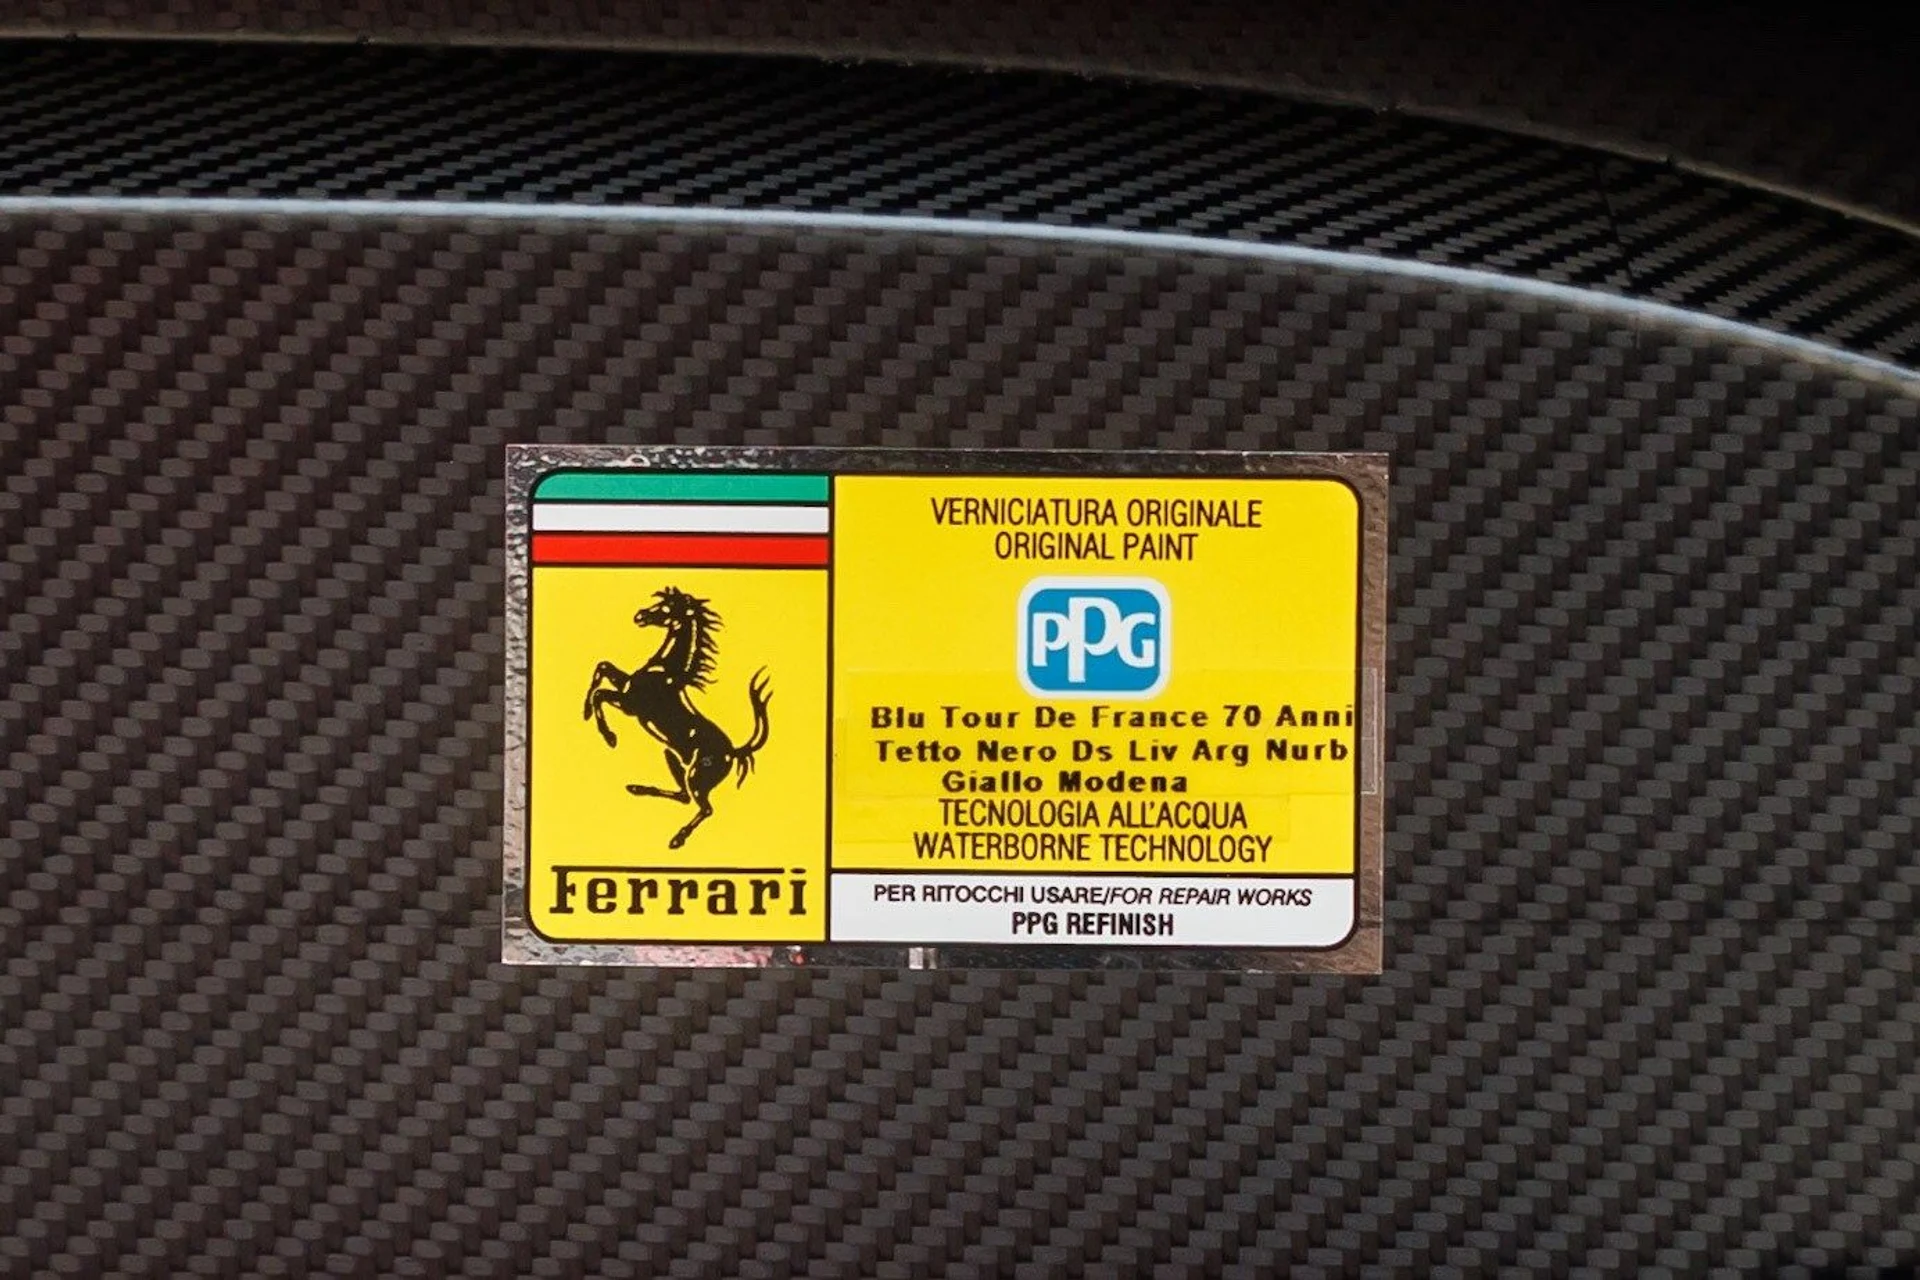 Ferrari
VERNICIATURA ORIGINALE
ORIGINAL PAINT
PPG
Blu Tour De France 70 Anni
Tetto Nero Ds Liv Arg Nurb
Giallo Modena
TECNOLOGIA ALL'ACQUA
WATERBORNE TECHNOLOGY
PER RITOCCHI USARE/FOR REPAIR WORKS
PPG REFINISH